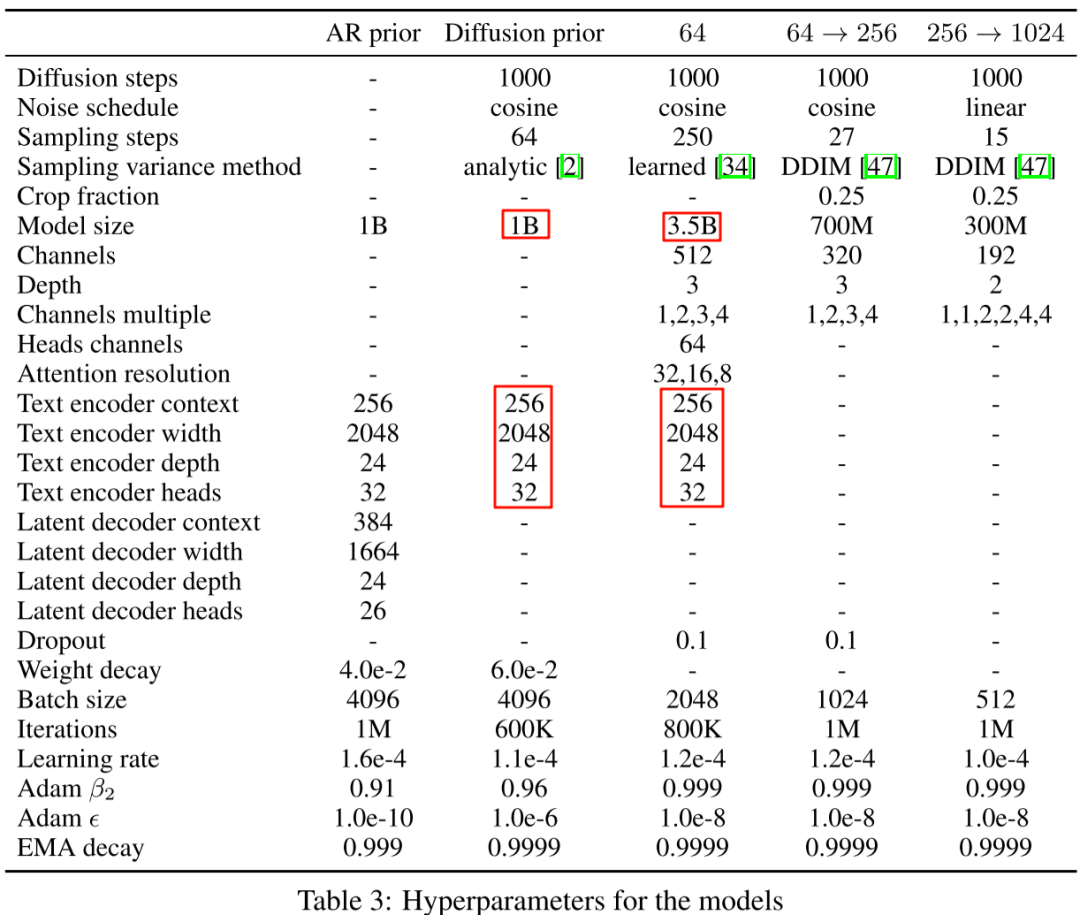 AR prior Diffusion prior 64 64 → 256 256 → 1024
Diffusion steps - 1000 1000 1000 1000
Noise schedule - cosine cosine cosine linear
Sampling steps - 64 250 27 15
Sampling variance method - analytic [2] learned [34] DDIM [47] DDIM [47]
Crop fraction - - - 0.25 0.25
Model size 1B 1B 3.5B 700M 300M
Channels - - 512 320 192
Depth - - 3 3 2
Channels multiple - - 1,2,3,4 1,2,3,4 1,1,2,2,4,4
Heads channels - - 64 - -
Attention resolution - - 32,16,8 - -
Text encoder context 256 256 256 - -
Text encoder width 2048 2048 2048 - -
Text encoder depth 24 24 24 - -
Text encoder heads 32 32 32 - -
Latent decoder context 384 - - - -
Latent decoder width 1664 - - - -
Latent decoder depth 24 - - - -
Latent decoder heads 26 - - - -
Dropout - - 0.1 0.1 -
Weight decay 4.0e-2 6.0e-2 - - -
Batch size 4096 4096 2048 1024 512
Iterations 1M 600K 800K 1M 1M
Learning rate 1.6e-4 1.1e-4 1.2e-4 1.2e-4 1.0e-4
Adam β₂ 0.91 0.96 0.999 0.999 0.999
Adam ϵ 1.0e-10 1.0e-6 1.0e-8 1.0e-8 1.0e-8
EMA decay 0.999 0.9999 0.9999 0.9999 0.9999
Table 3: Hyperparameters for the models